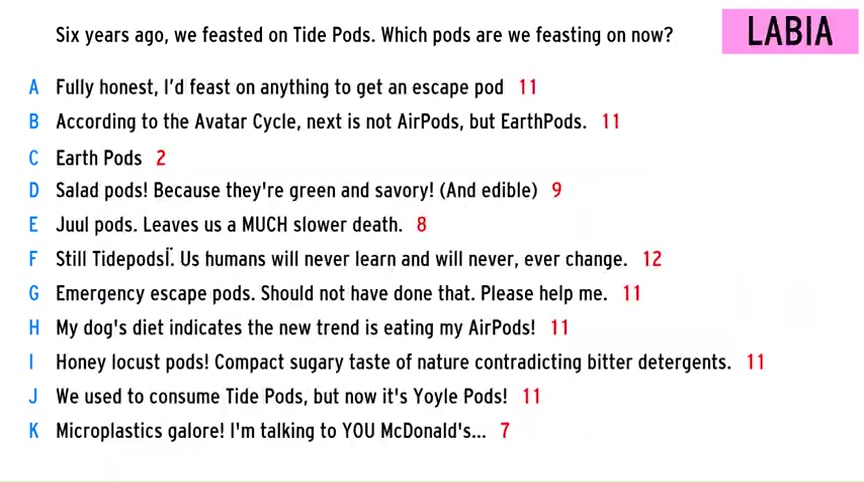 Six years ago, we feasted on Tide Pods. Which pods are we feasting on now? LABIA
A Fully honest, I'd feast on anything to get an escape pod 11
B According to the Avatar Cycle, next is not AirPods, but EarthPods. 11
C Earth Pods 2
D Salad pods! Because they're green and savory! (And edible) 9
E Juul pods. Leaves us a MUCH slower death. 8
F Still TidepodsÏ. Us humans will never learn and will never, ever change. 12
G Emergency escape pods. Should not have done that. Please help me. 11
H My dog's diet indicates the new trend is eating my AirPods! 11
I Honey locust pods! Compact sugary taste of nature contradicting bitter detergents. 11
J We used to consume Tide Pods, but now it's Yoyle Pods! 11
K Microplastics galore! I'm talking to YOU McDonald's... 7